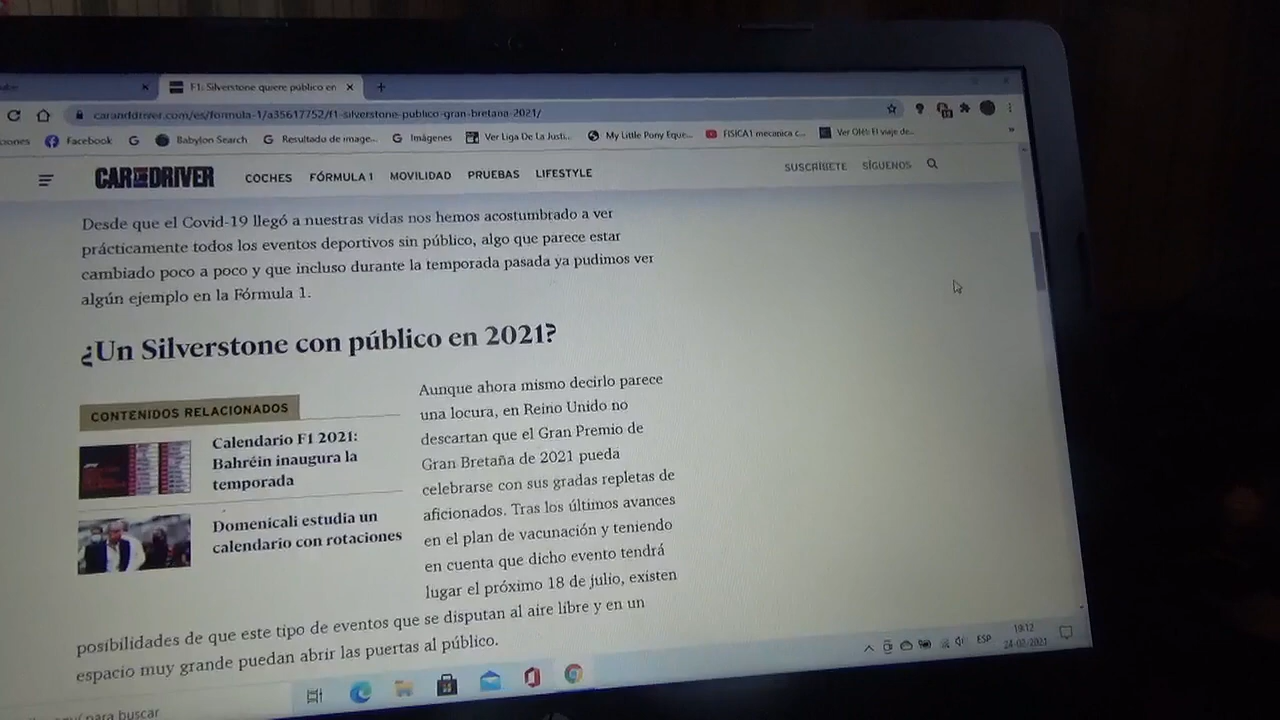 F1: Silverstone quiere público en
caranddriver.com/es/formula-1/a35617752/f1-silverstone-publico-gran-bretana-2021/
Facebook
G
Babylon Search
Resultado de image...
Imágenes
Ver Liga De La Justi...
My Little Pony Eque...
FISICA1 mecanica c...
CAR AND DRIVER
COCHES
FÓRMULA 1
MOVILIDAD
PRUEBAS
LIFESTYLE
SUSCRÍBETE
SÍGUENOS
Desde que el Covid-19 llegó a nuestras vidas nos hemos acostumbrado a ver
prácticamente todos los eventos deportivos sin público, algo que parece estar
cambiado poco a poco y que incluso durante la temporada pasada ya pudimos ver
algún ejemplo en la Fórmula 1.
¿Un Silverstone con público en 2021?
CONTENIDOS RELACIONADOS
Calendario F1 2021:
Bahréin inaugura la
temporada
Domenicali estudia un
calendario con rotaciones
Aunque ahora mismo decirlo parece
una locura, en Reino Unido no
descartan que el Gran Premio de
Gran Bretaña de 2021 pueda
celebrarse con sus gradas repletas de
aficionados. Tras los últimos avances
en el plan de vacunación y teniendo
en cuenta que dicho evento tendrá
lugar el próximo 18 de julio, existen
posibilidades de que este tipo de eventos que se disputan al aire libre y en un
espacio muy grande puedan abrir las puertas al público.
ESP
19:12
24-02-2021
para buscar